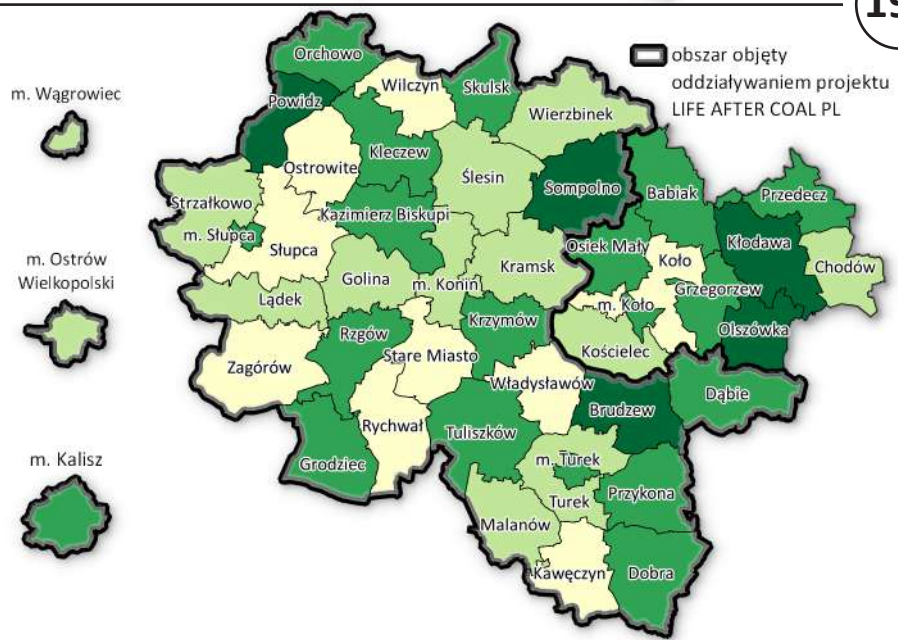 19
obszar objęty
oddziaływaniem projektu
LIFE AFTER COAL PL
m. Wągrowiec
m. Ostrów
Wielkopolski
m. Kalisz
Orchowo
Wilczyn
Skulsk
Powidz
Wierzbinek
Kleczew
Ostrowite
Ślesin
Sompolno
Babiak
Przedecz
Strzałkowo
Kazimierz Biskupi
m. Słupca
Słupca
Osiek Mały
Kłodawa
Koło
Chodów
Kramsk
Golina
m. Konin
Lądek
Grzegorzew
m. Koło
Krzymów
Rzgów
Olszówka
Stare Miasto
Kościelec
Zagórów
Władysławów
Dąbie
Brudzew
Rychwał
Tuliszków
Grodziec
m. Turek
Przykona
Turek
Malanów
Kawęczyn
Dobra